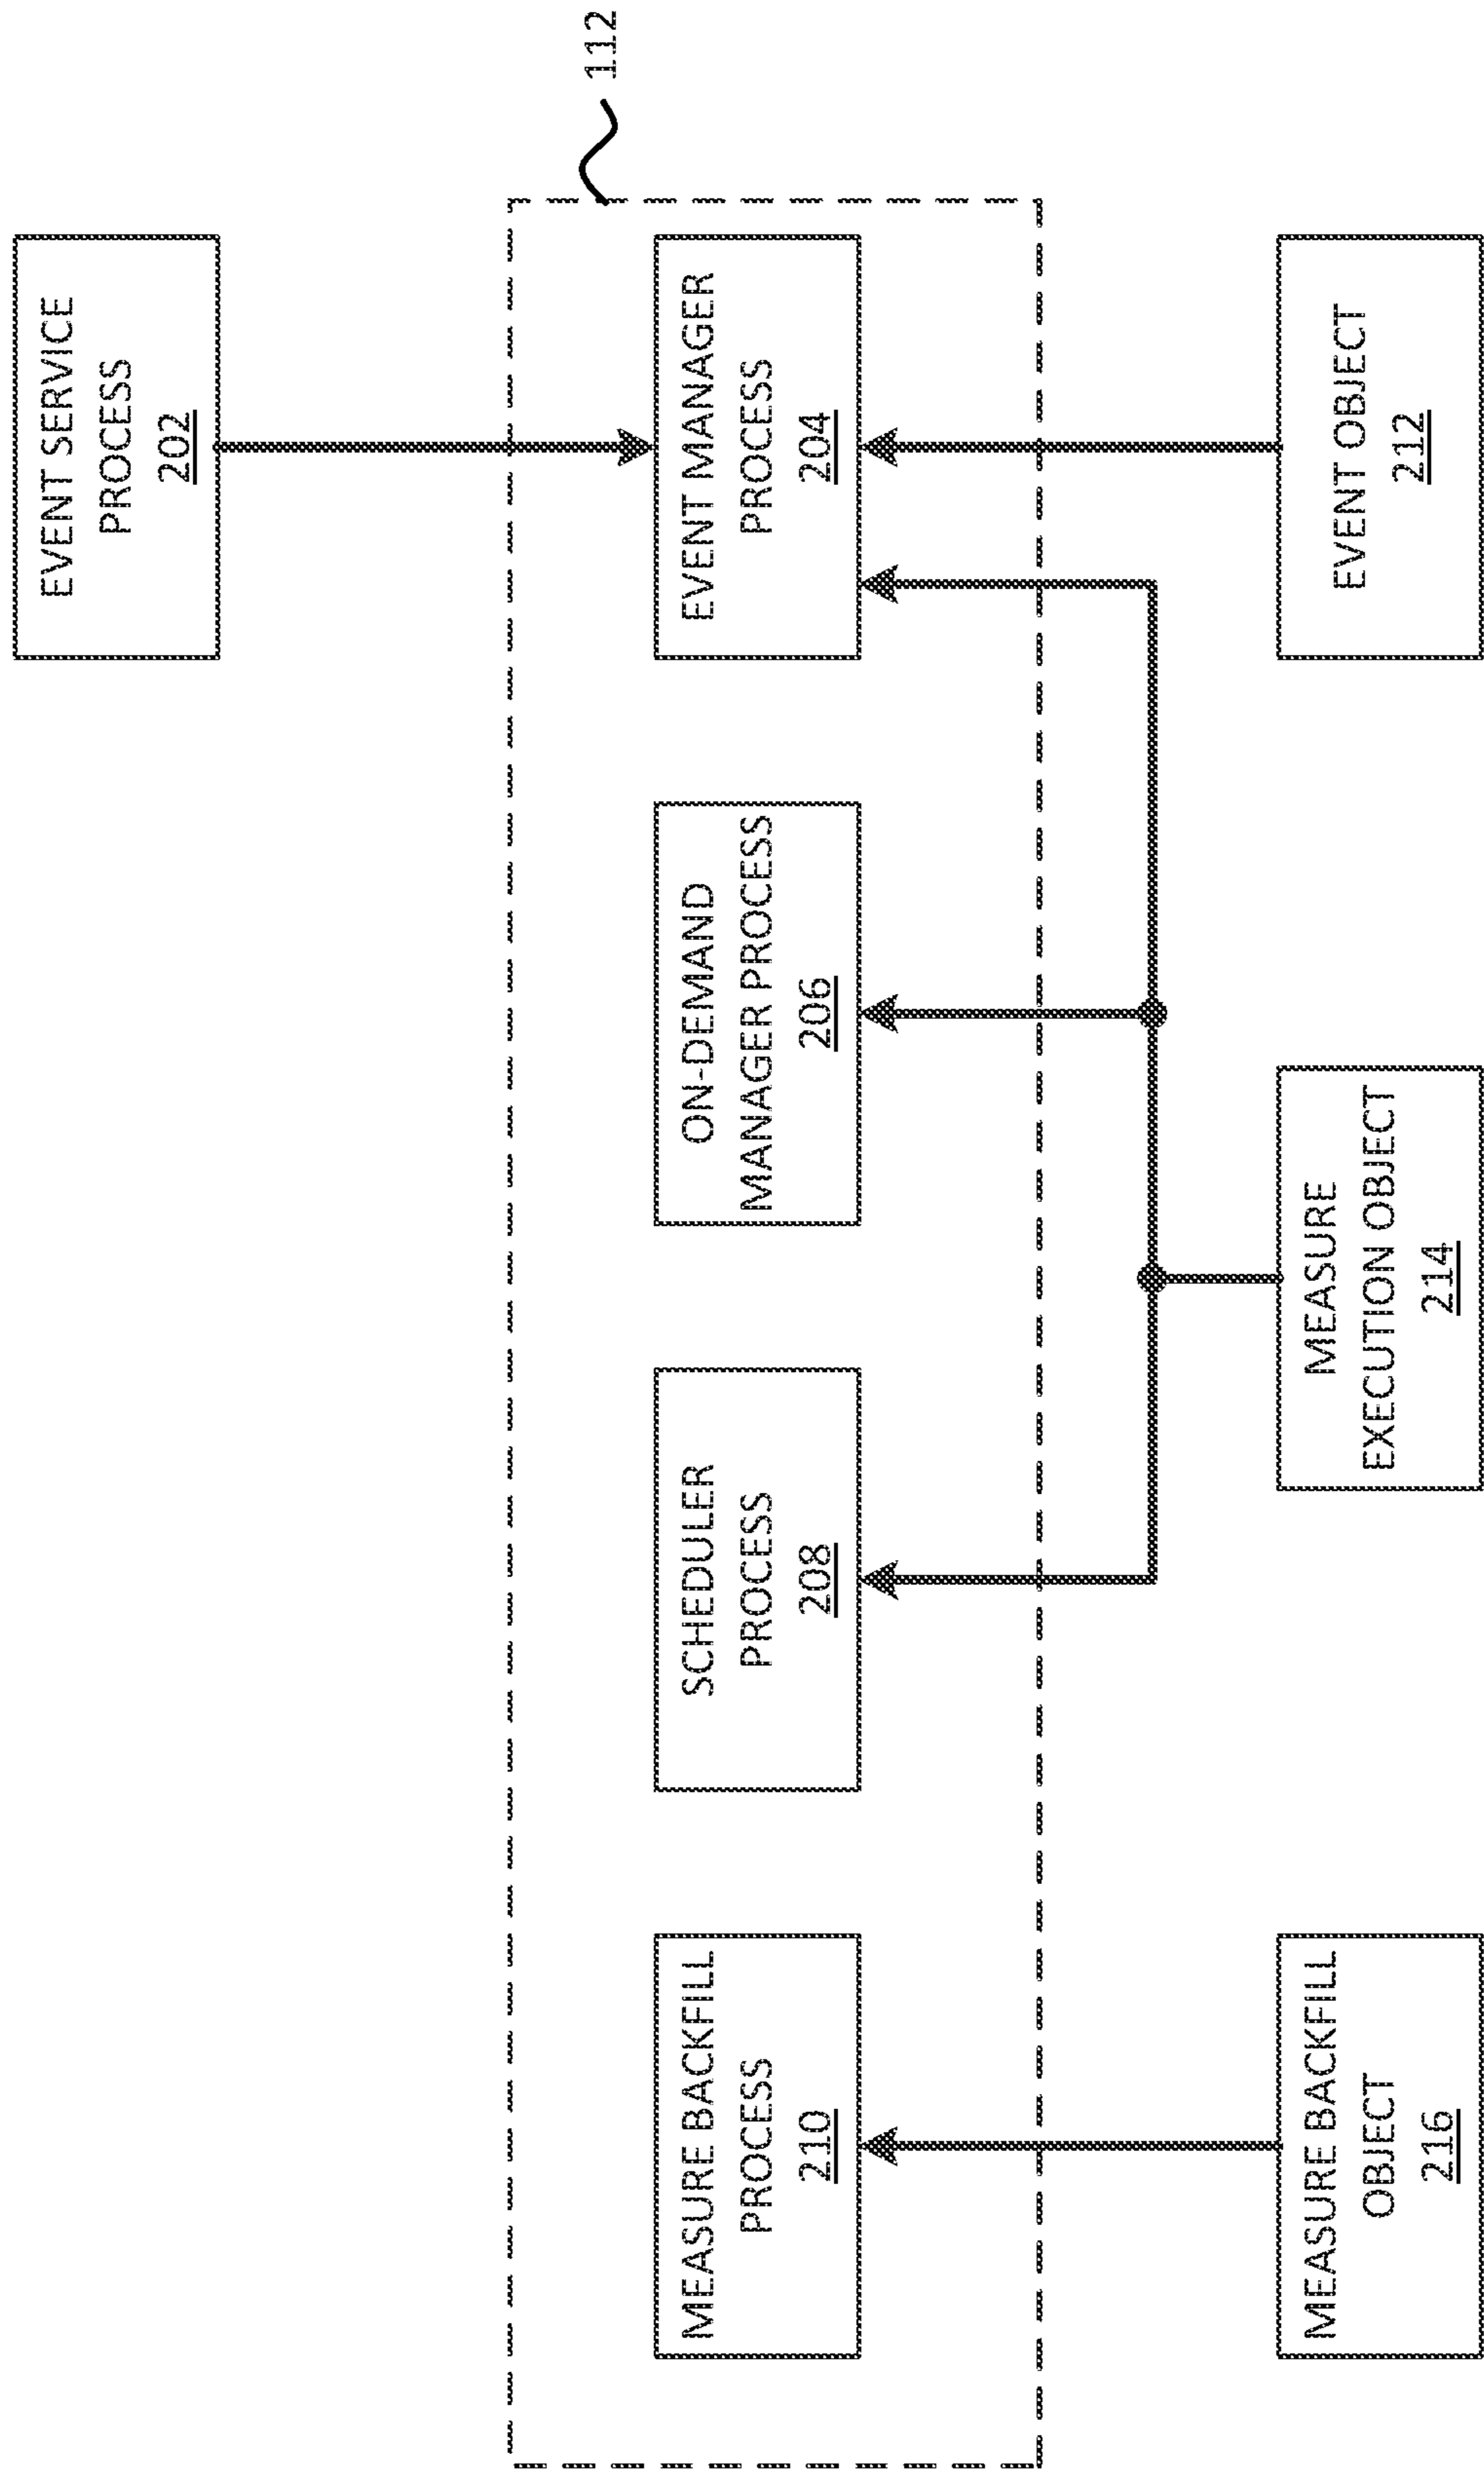 EVENT SERVICE
PROCESS
202
112
MEASURE BACKFILL
PROCESS
210
SCHEDULER
PROCESS
208
ON-DEMAND
MANAGER PROCESS
206
EVENT MANAGER
PROCESS
204
MEASURE BACKFILL
OBJECT
216
MEASURE
EXECUTION OBJECT
214
EVENT OBJECT
212